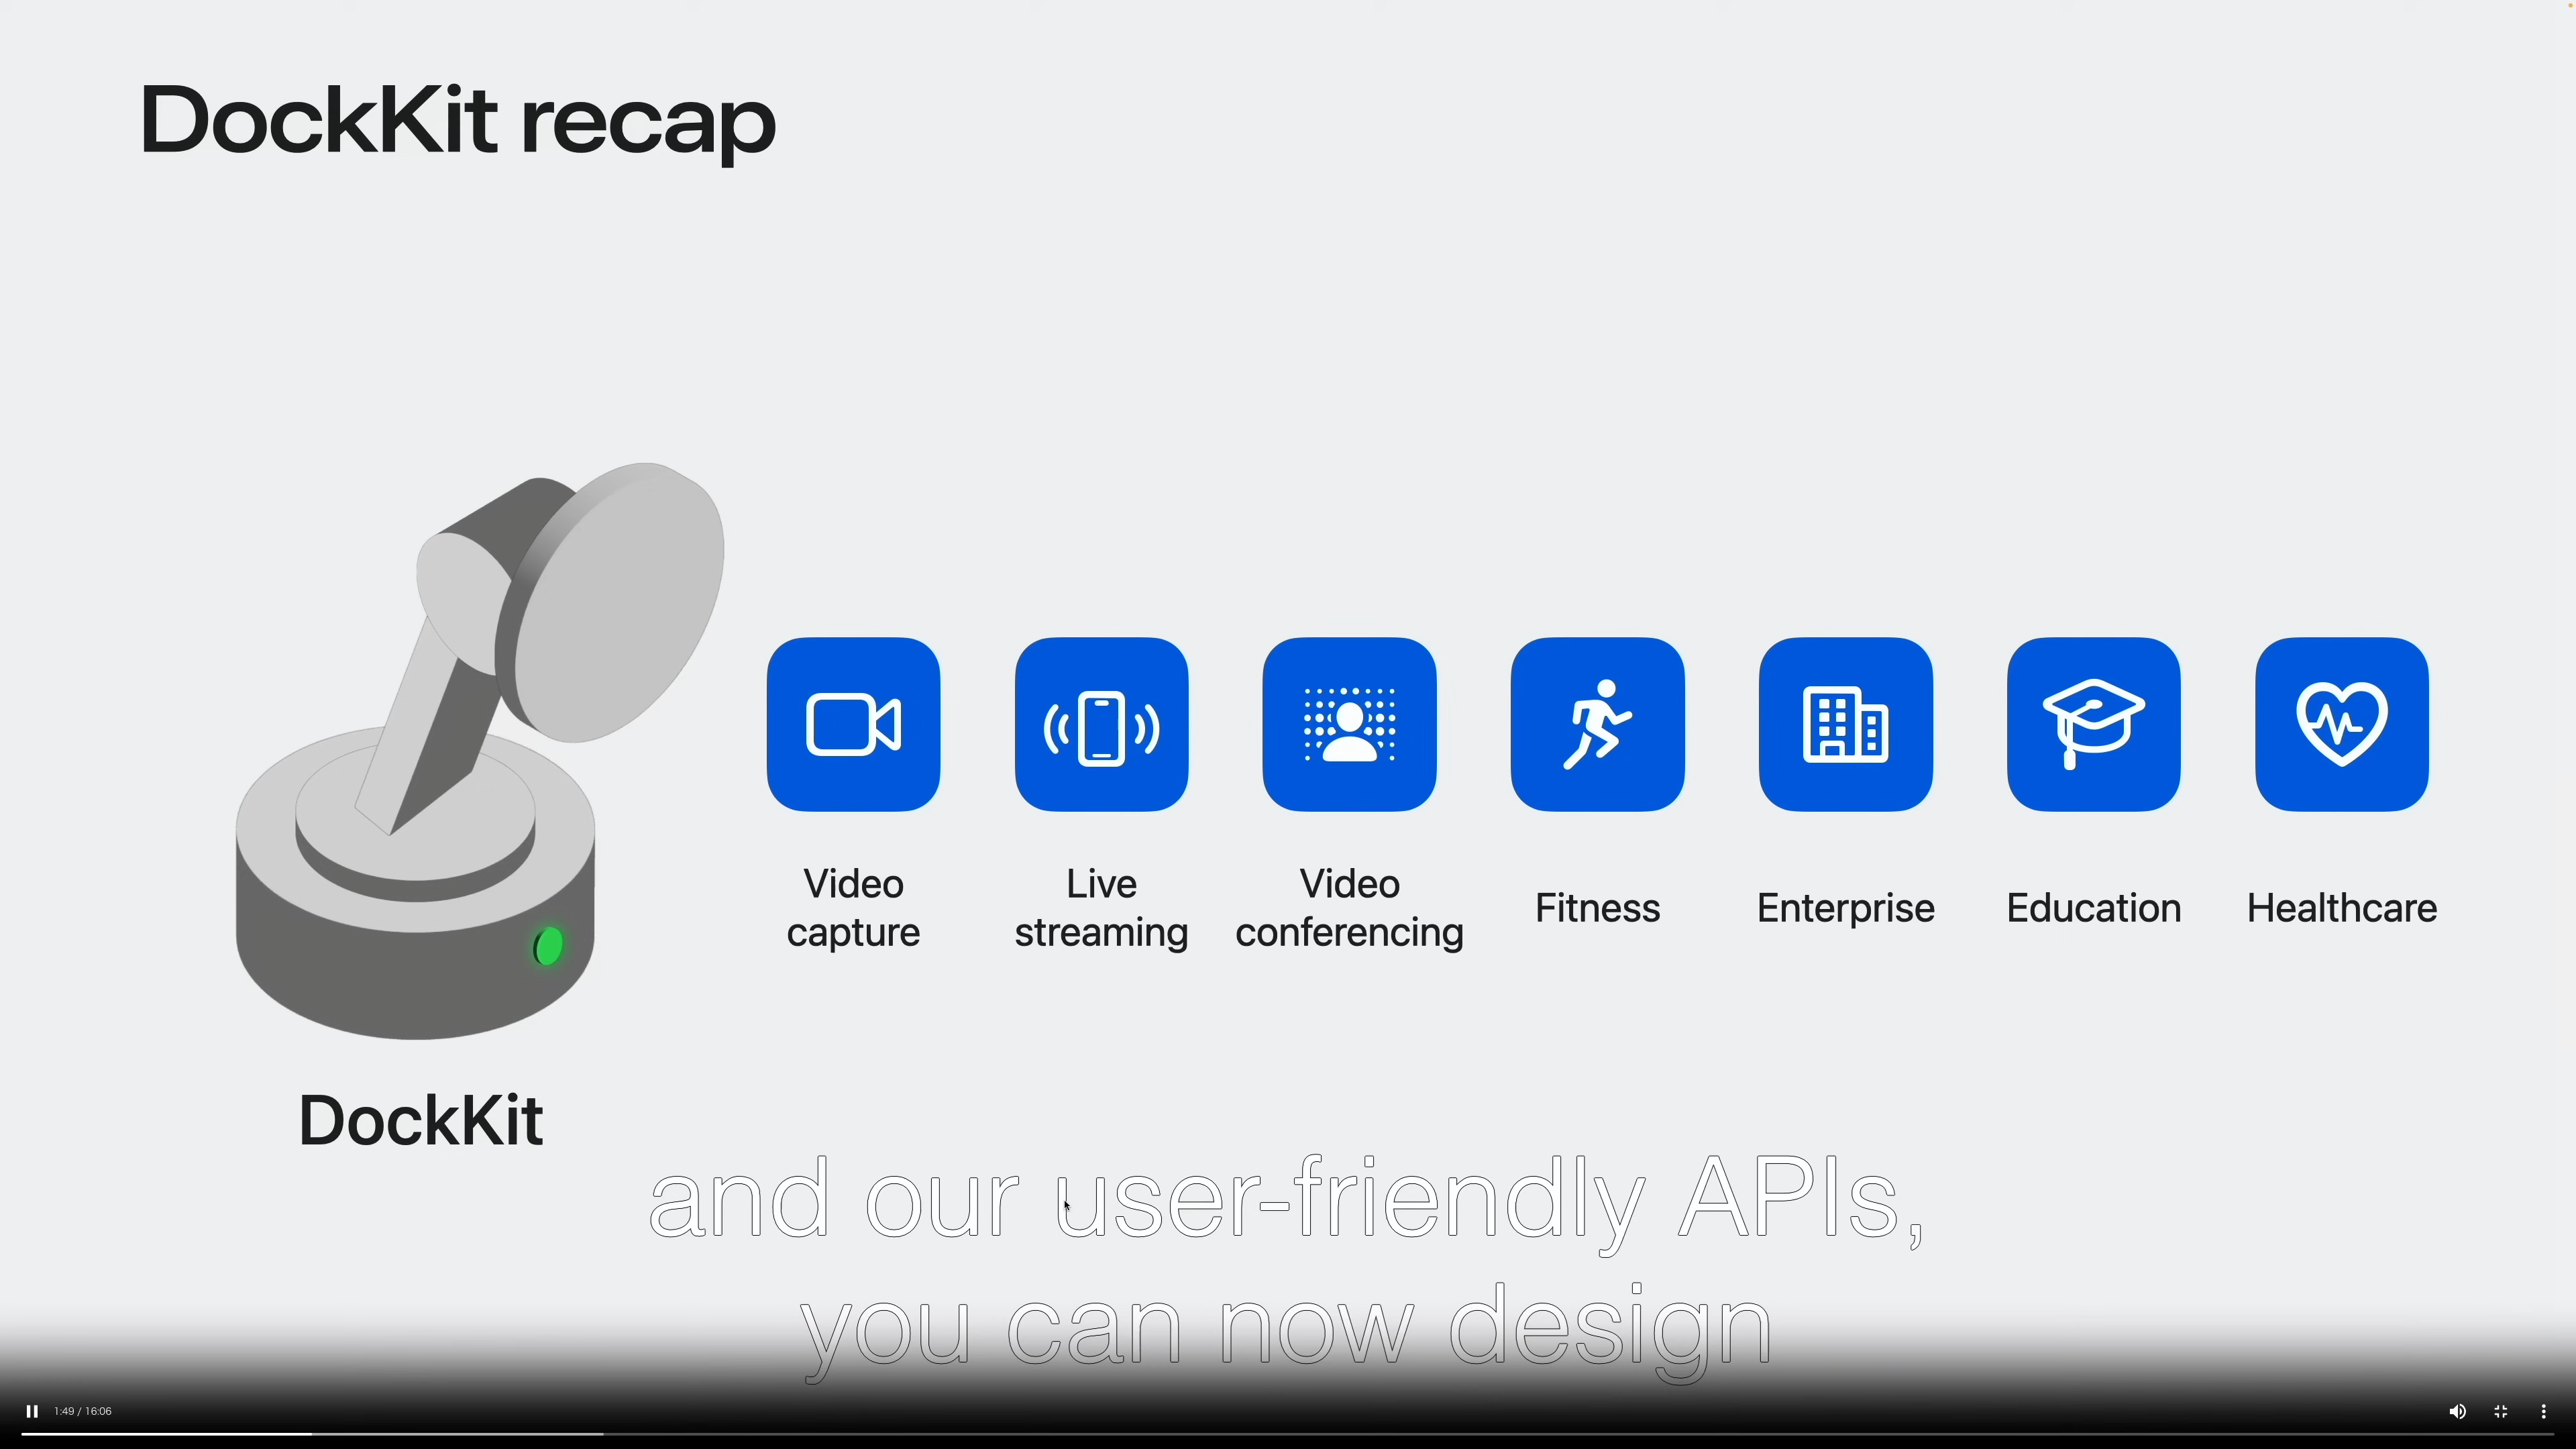 DockKit recap
Video
capture
Live
streaming
Video
conferencing
Fitness
Enterprise
Education
Healthcare
DockKit
and our user-friendly APIs,
you can now design
1:49 / 16:06